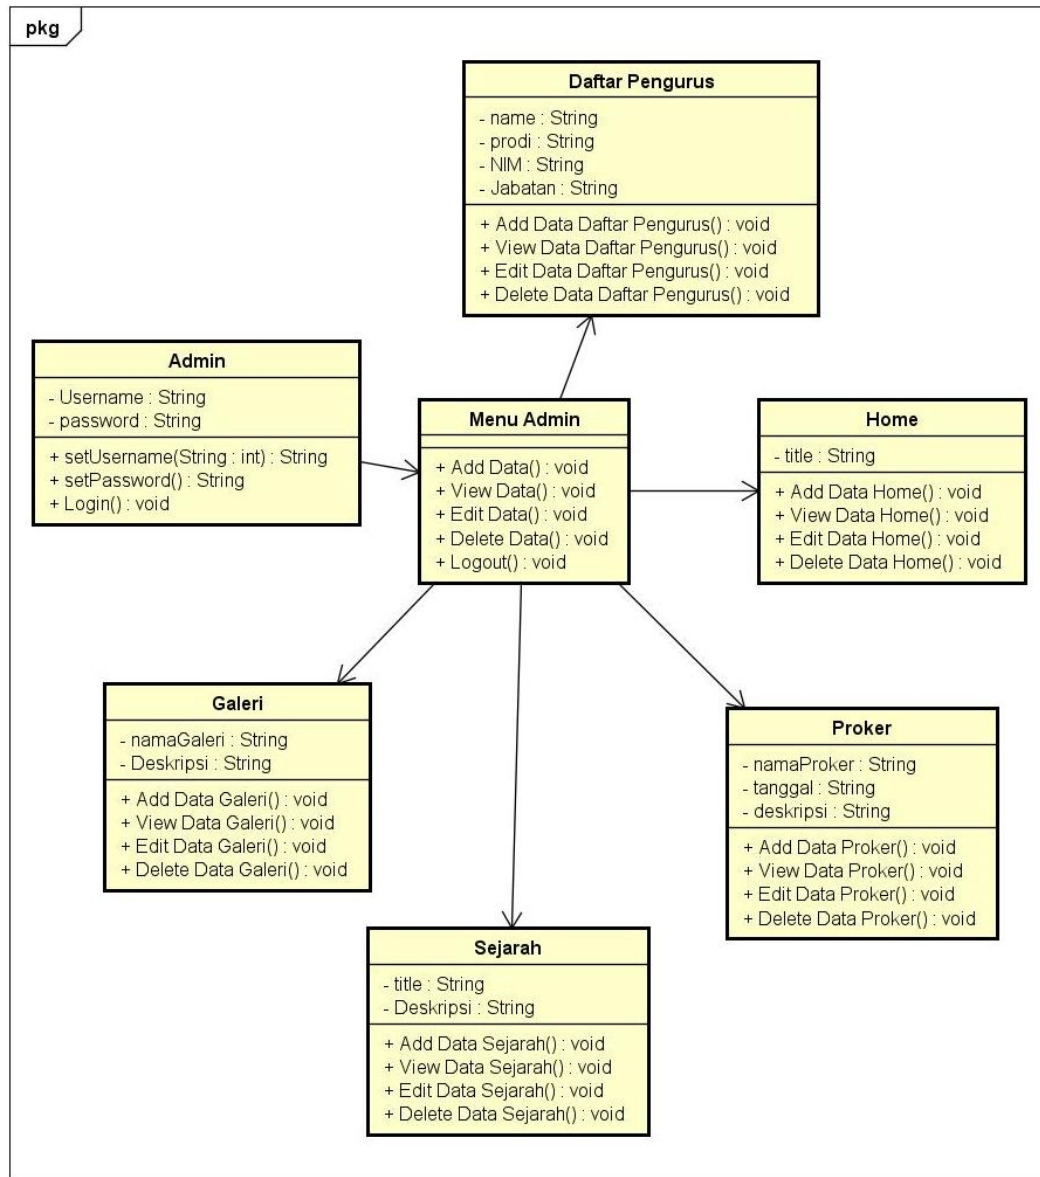 pkg
Daftar Pengurus
- name : String
- prodi : String
- NIM : String
- Jabatan : String
+ Add Data Daftar Pengurus() : void
+ View Data Daftar Pengurus() : void
+ Edit Data Daftar Pengurus() : void
+ Delete Data Daftar Pengurus() : void
Admin
- Username : String
- password : String
+ setUsername(String : int) : String
+ setPassword() : String
+ Login() : void
Menu Admin
+ Add Data() : void
+ View Data() : void
+ Edit Data() : void
+ Delete Data() : void
+ Logout() : void
Home
- title : String
+ Add Data Home() : void
+ View Data Home() : void
+ Edit Data Home() : void
+ Delete Data Home() : void
Galeri
- namaGaleri : String
- Deskripsi : String
+ Add Data Galeri() : void
+ View Data Galeri() : void
+ Edit Data Galeri() : void
+ Delete Data Galeri() : void
Proker
- namaProker : String
- tanggal : String
- deskripsi : String
+ Add Data Proker() : void
+ View Data Proker() : void
+ Edit Data Proker() : void
+ Delete Data Proker() : void
Sejarah
- title : String
- Deskripsi : String
+ Add Data Sejarah() : void
+ View Data Sejarah() : void
+ Edit Data Sejarah() : void
+ Delete Data Sejarah() : void